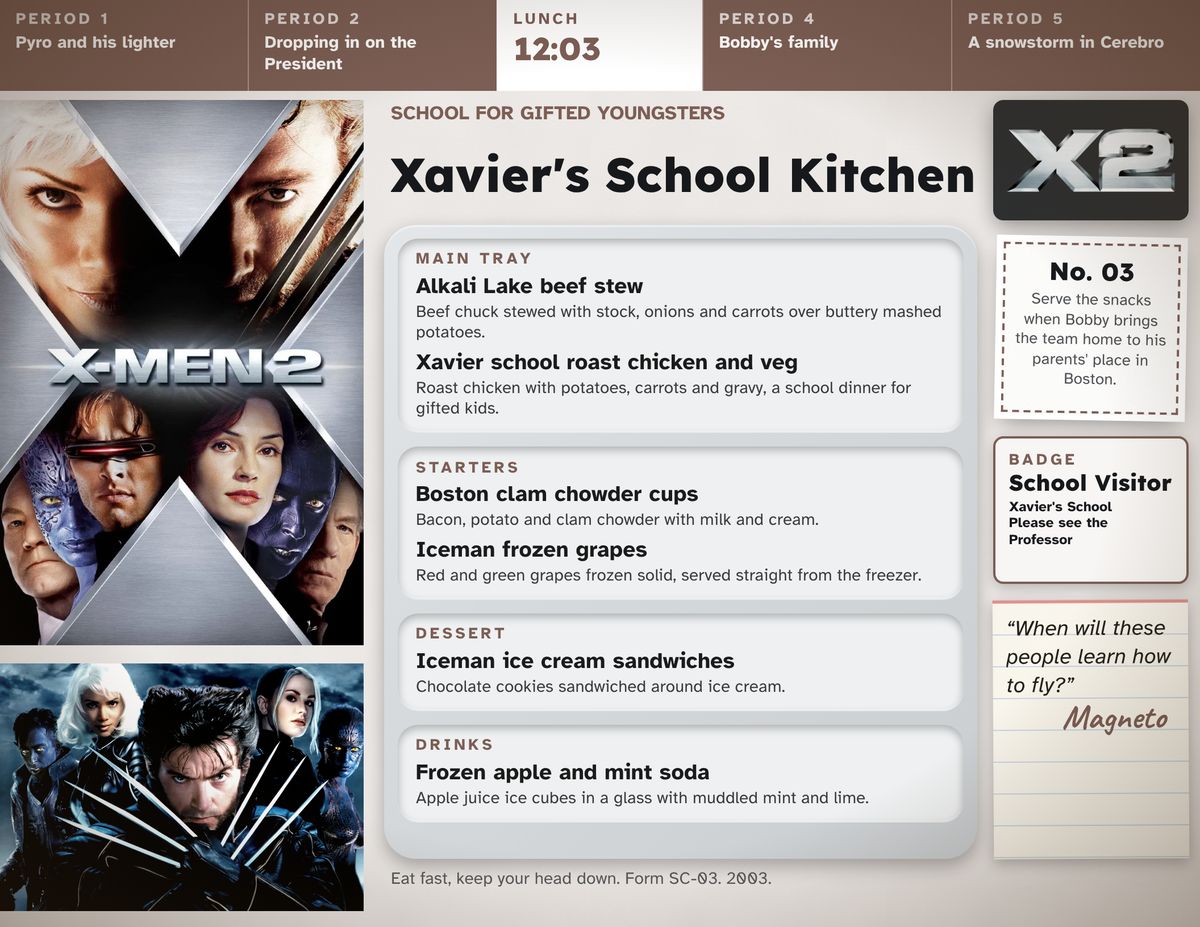 PERIOD 1
Pyro and his lighter
PERIOD 2
Dropping in on the
President
LUNCH
12:03
PERIOD 4
Bobby's family
PERIOD 5
A snowstorm in Cerebro
X-MEN 2
SCHOOL FOR GIFTED YOUNGSTERS
Xavier's School Kitchen
MAIN TRAY
Alkali Lake beef stew
Beef chuck stewed with stock, onions and carrots over buttery mashed
potatoes.
Xavier school roast chicken and veg
Roast chicken with potatoes, carrots and gravy, a school dinner for
gifted kids.
STARTERS
Boston clam chowder cups
Bacon, potato and clam chowder with milk and cream.
Iceman frozen grapes
Red and green grapes frozen solid, served straight from the freezer.
DESSERT
Iceman ice cream sandwiches
Chocolate cookies sandwiched around ice cream.
DRINKS
Frozen apple and mint soda
Apple juice ice cubes in a glass with muddled mint and lime.
Eat fast, keep your head down. Form SC-03. 2003.
X2
No. 03
Serve the snacks
when Bobby brings
the team home to his
parents' place in
Boston.
BADGE
School Visitor
Xavier's School
Please see the
Professor
“When will these
people learn how
to fly?”
Magneto